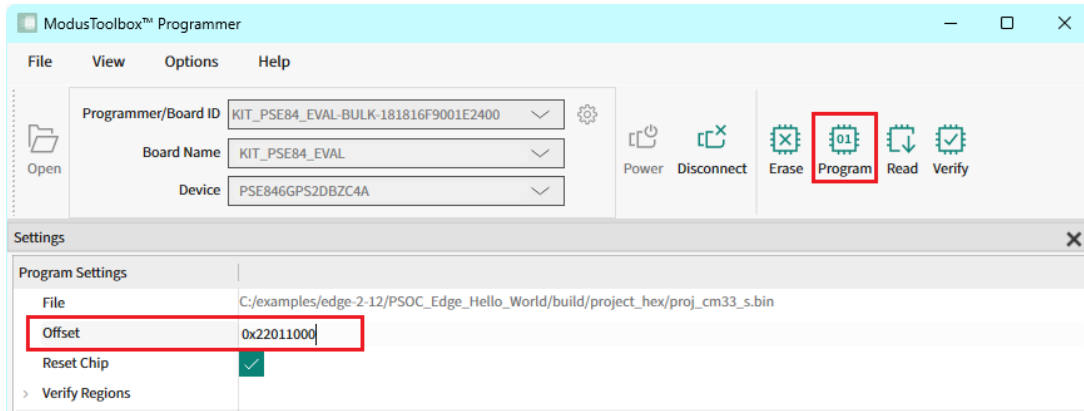 ModusToolbox™ Programmer
File View Options Help
Open
Programmer/Board ID KIT_PSE84_EVAL-BULK-181816F9001E2400
Board Name KIT_PSE84_EVAL
Device PSE846GPS2DBZC4A
Power Disconnect Erase 01 Program Read Verify
Settings
Program Settings
File C:/examples/edge-2-12/PSOC_Edge_Hello_World/build/project_hex/proj_cm33_s.bin
Offset 0x22011000
Reset Chip
Verify Regions